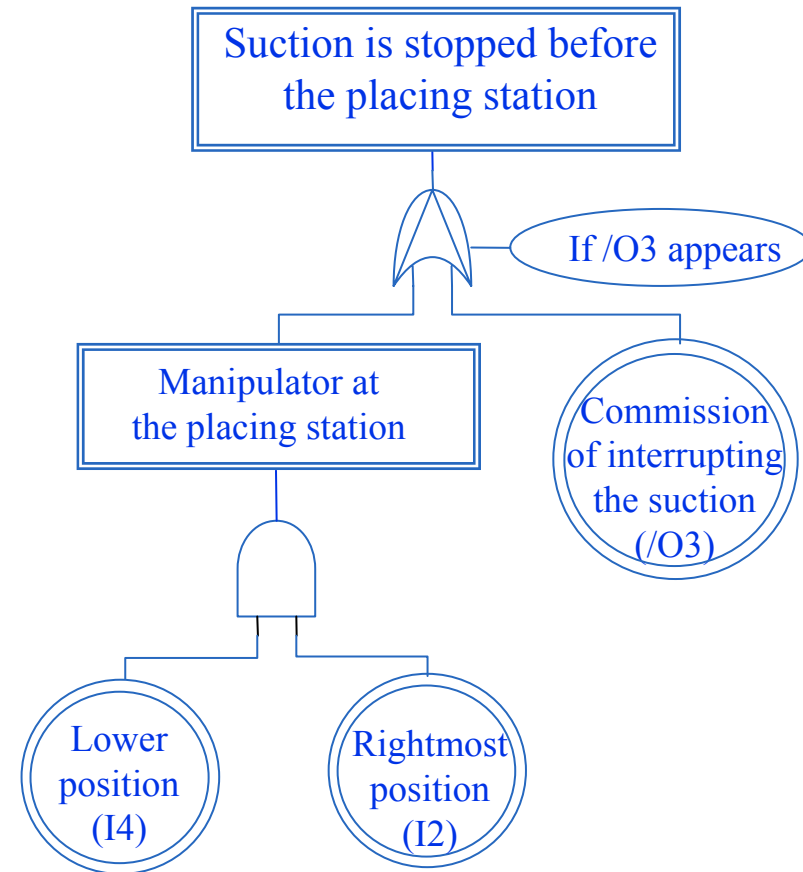 Suction is stopped before
the placing station
If /O3 appears
Manipulator at
the placing station
Commission
of interrupting
the suction
(/O3)
Lower
position
(I4)
Rightmost
position
(I2)